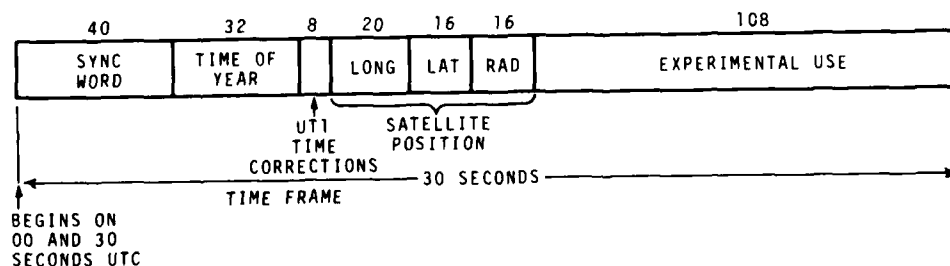 40 32 8 20 16 16 108
SYNC WORD
TIME OF YEAR
LONG LAT RAD
EXPERIMENTAL USE
UT1
TIME
CORRECTIONS
SATELLITE
POSITION
30 SECONDS
TIME FRAME
BEGINS ON
00 AND 30
SECONDS UTC